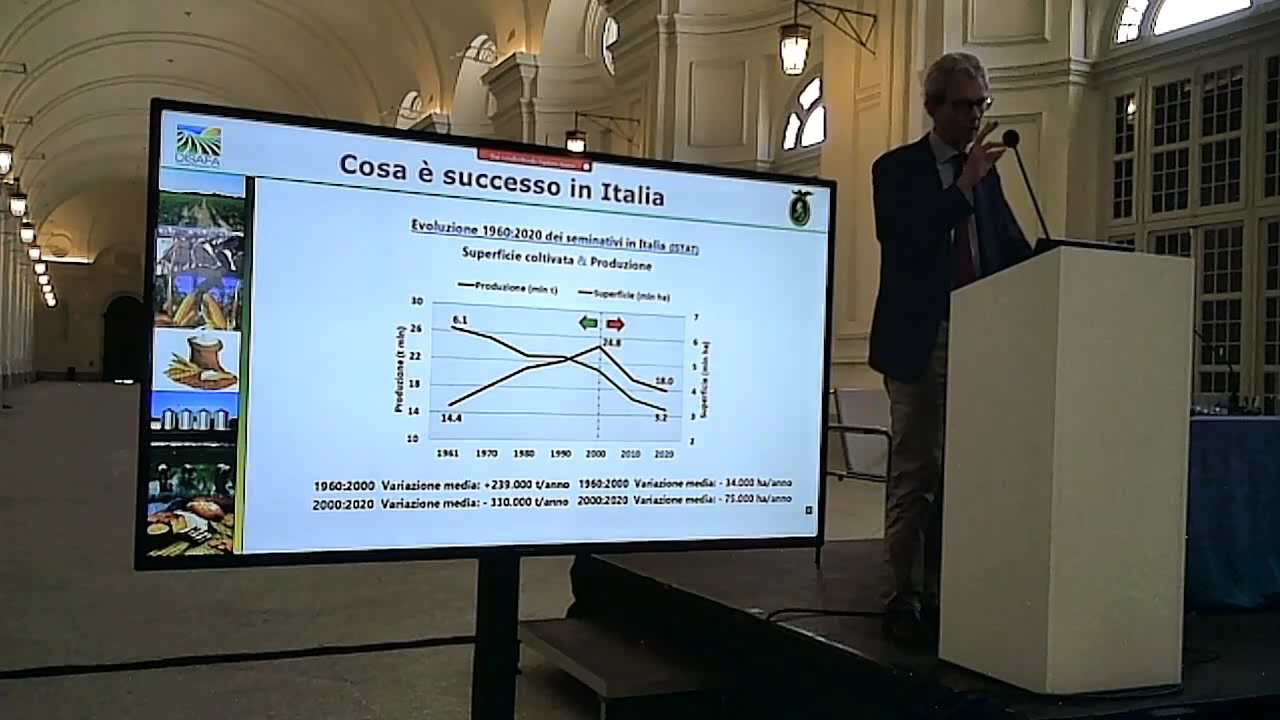 DISAFA
Cosa è successo in Italia
Evoluzione 1960:2020 dei seminativi in Italia (ISTAT)
Superficie coltivata & Produzione
Produzione (mln t) Superficie (mln ha)
30 7
26 6
22 5
18 4
14 3
10 2
Produzione (t mln)
Superficie (mln ha)
6.1
14.4
24.8
18.0
1961 1970 1980 1990 2000 2010 2020
1960:2000 Variazione media: +239.000 t/anno 1960:2000 Variazione media: - 34.000 ha/anno
2000:2020 Variazione media: - 330.000 t/anno 2000:2020 Variazione media: - 75.000 ha/anno